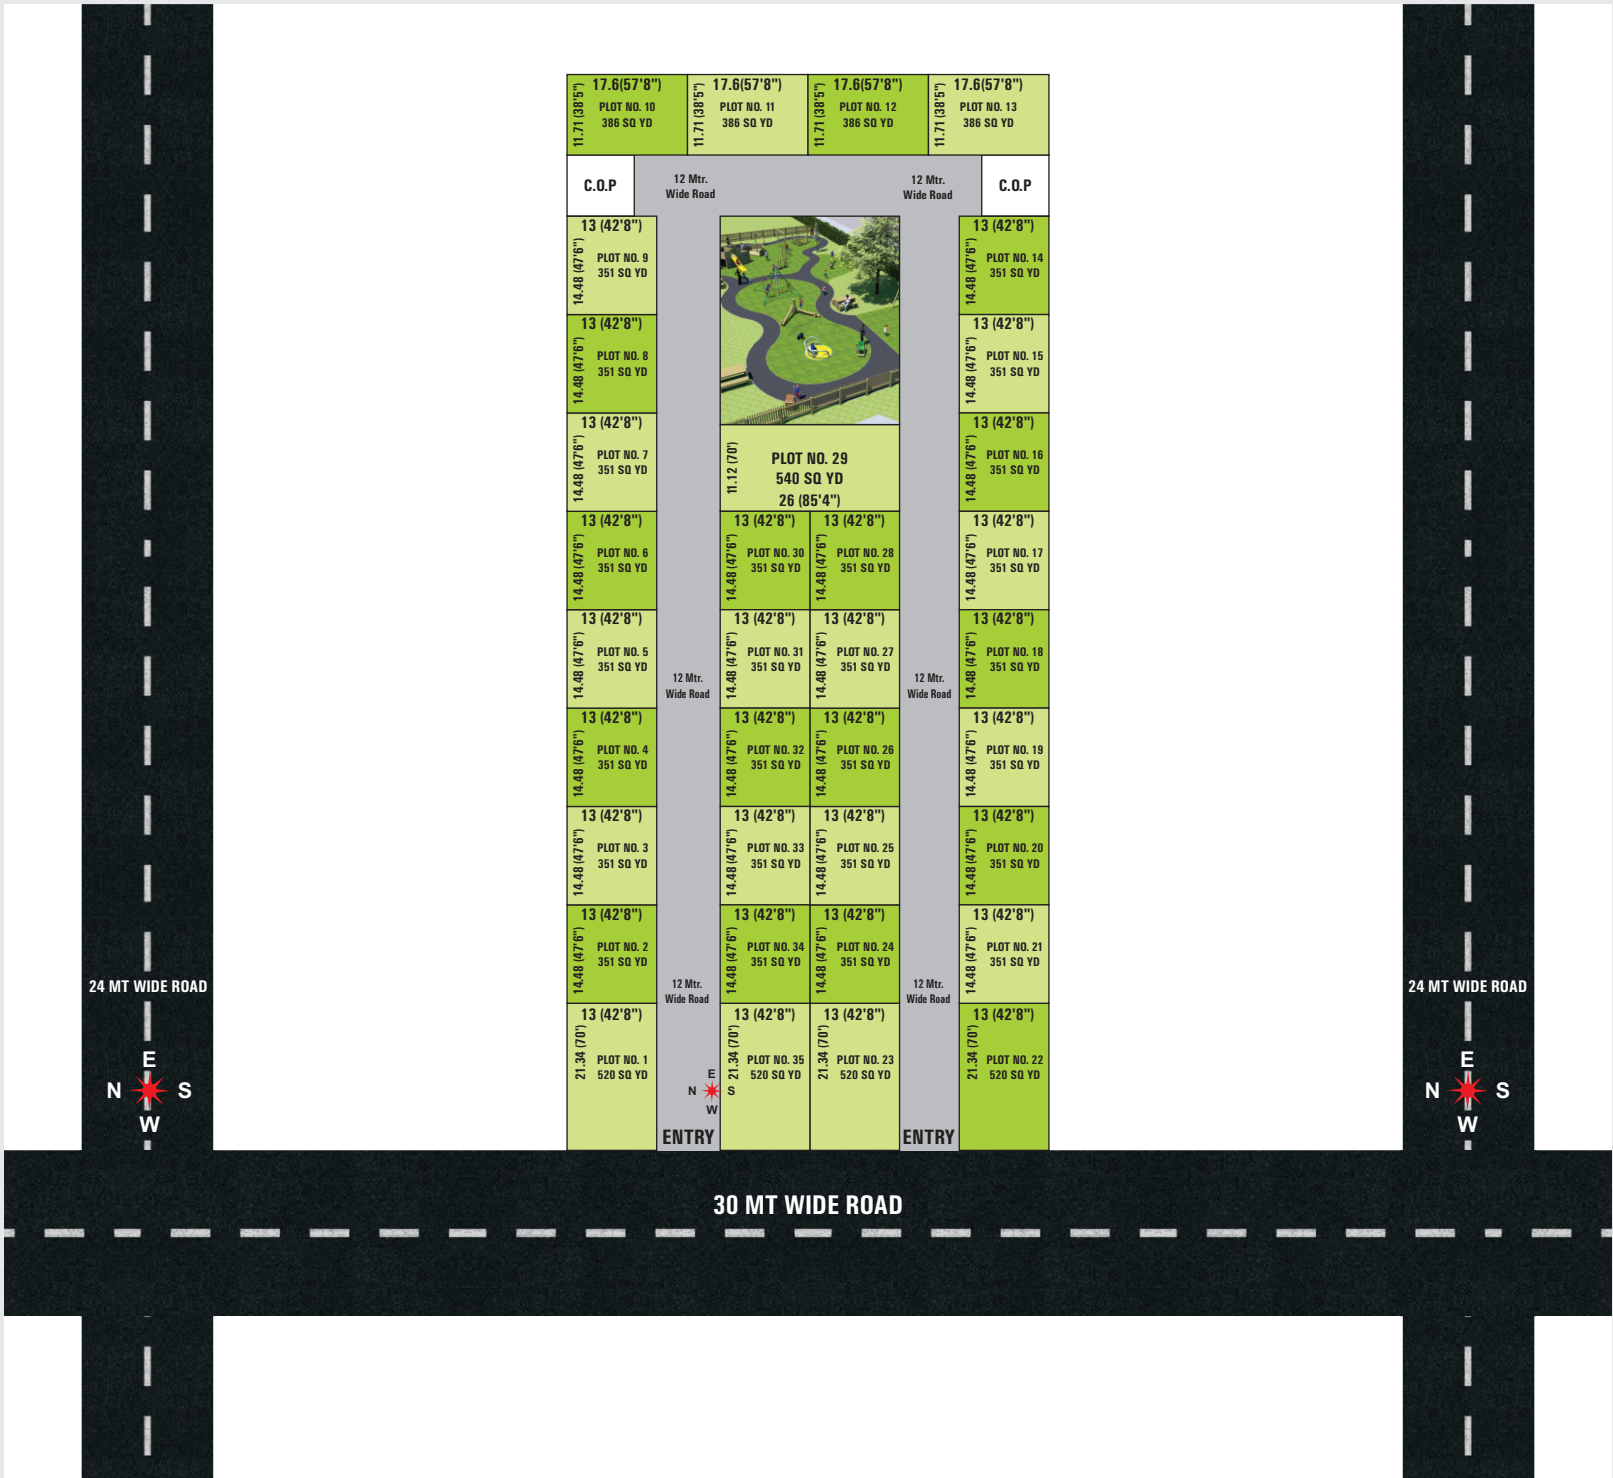 17.6(57'8")
11.71 (38'5")
PLOT NO. 10
386 SQ YD
17.6(57'8")
11.71 (38'5")
PLOT NO. 11
386 SQ YD
17.6(57'8")
11.71 (38'5")
PLOT NO. 12
386 SQ YD
17.6(57'8")
11.71 (38'5")
PLOT NO. 13
386 SQ YD
C.O.P
12 Mtr.
Wide Road
12 Mtr.
Wide Road
C.O.P
13 (42'8")
14.48 (47'6")
PLOT NO. 9
351 SQ YD
13 (42'8")
14.48 (47'6")
PLOT NO. 14
351 SQ YD
13 (42'8")
14.48 (47'6")
PLOT NO. 8
351 SQ YD
13 (42'8")
14.48 (47'6")
PLOT NO. 15
351 SQ YD
13 (42'8")
14.48 (47'6")
PLOT NO. 7
351 SQ YD
11.12 (70')
PLOT NO. 29
540 SQ YD
26 (85'4")
13 (42'8")
14.48 (47'6")
PLOT NO. 16
351 SQ YD
13 (42'8")
14.48 (47'6")
PLOT NO. 6
351 SQ YD
13 (42'8")
14.48 (47'6")
PLOT NO. 30
351 SQ YD
13 (42'8")
14.48 (47'6")
PLOT NO. 28
351 SQ YD
13 (42'8")
14.48 (47'6")
PLOT NO. 17
351 SQ YD
13 (42'8")
14.48 (47'6")
PLOT NO. 5
351 SQ YD
12 Mtr.
Wide Road
13 (42'8")
14.48 (47'6")
PLOT NO. 31
351 SQ YD
13 (42'8")
14.48 (47'6")
PLOT NO. 27
351 SQ YD
12 Mtr.
Wide Road
13 (42'8")
14.48 (47'6")
PLOT NO. 18
351 SQ YD
13 (42'8")
14.48 (47'6")
PLOT NO. 4
351 SQ YD
13 (42'8")
14.48 (47'6")
PLOT NO. 32
351 SQ YD
13 (42'8")
14.48 (47'6")
PLOT NO. 26
351 SQ YD
13 (42'8")
14.48 (47'6")
PLOT NO. 19
351 SQ YD
13 (42'8")
14.48 (47'6")
PLOT NO. 3
351 SQ YD
13 (42'8")
14.48 (47'6")
PLOT NO. 33
351 SQ YD
13 (42'8")
14.48 (47'6")
PLOT NO. 25
351 SQ YD
13 (42'8")
14.48 (47'6")
PLOT NO. 20
351 SQ YD
13 (42'8")
14.48 (47'6")
PLOT NO. 2
351 SQ YD
12 Mtr.
Wide Road
13 (42'8")
14.48 (47'6")
PLOT NO. 34
351 SQ YD
13 (42'8")
14.48 (47'6")
PLOT NO. 24
351 SQ YD
12 Mtr.
Wide Road
13 (42'8")
14.48 (47'6")
PLOT NO. 21
351 SQ YD
24 MT WIDE ROAD
24 MT WIDE ROAD
13 (42'8")
21.34 (70')
PLOT NO. 1
520 SQ YD
13 (42'8")
21.34 (70')
PLOT NO. 35
520 SQ YD
13 (42'8")
21.34 (70')
PLOT NO. 23
520 SQ YD
13 (42'8")
21.34 (70')
PLOT NO. 22
520 SQ YD
E
N S
W
E
N S
W
E
N S
W
ENTRY
ENTRY
30 MT WIDE ROAD